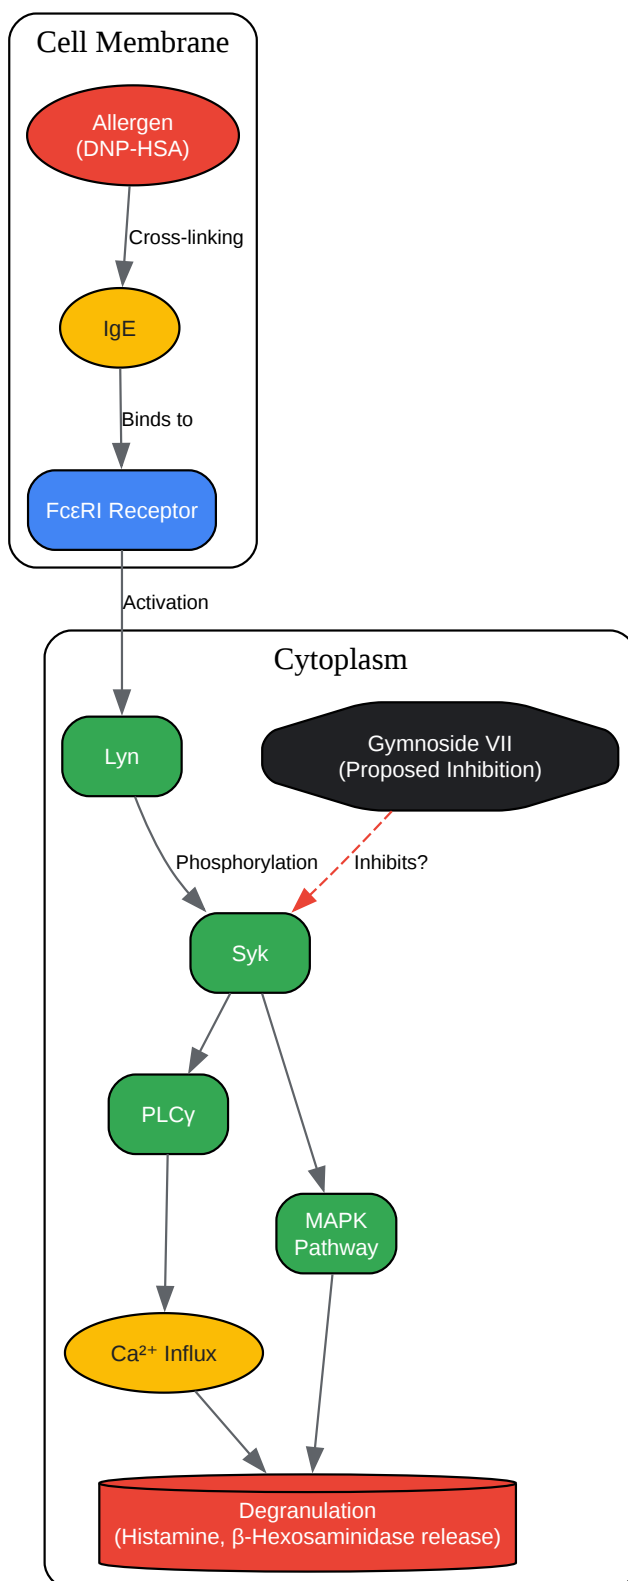 Cell Membrane
Allergen
(DNP-HSA)
Cross-linking
IgE
Binds to
FcεRI Receptor
Activation
Cytoplasm
Lyn
Gymnoside VII
(Proposed Inhibition)
Phosphorylation
Inhibits?
Syk
PLCγ
MAPK
Pathway
Ca²⁺ Influx
Degranulation
(Histamine, β-Hexosaminidase release)